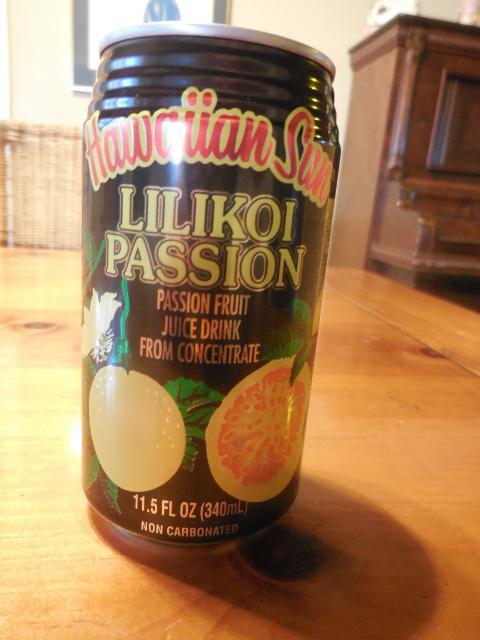 Hawaiian Sun
LILIKOI
PASSION
PASSION FRUIT
JUICE DRINK
FROM CONCENTRATE
11.5 FL OZ (340mL)
NON CARBONATED